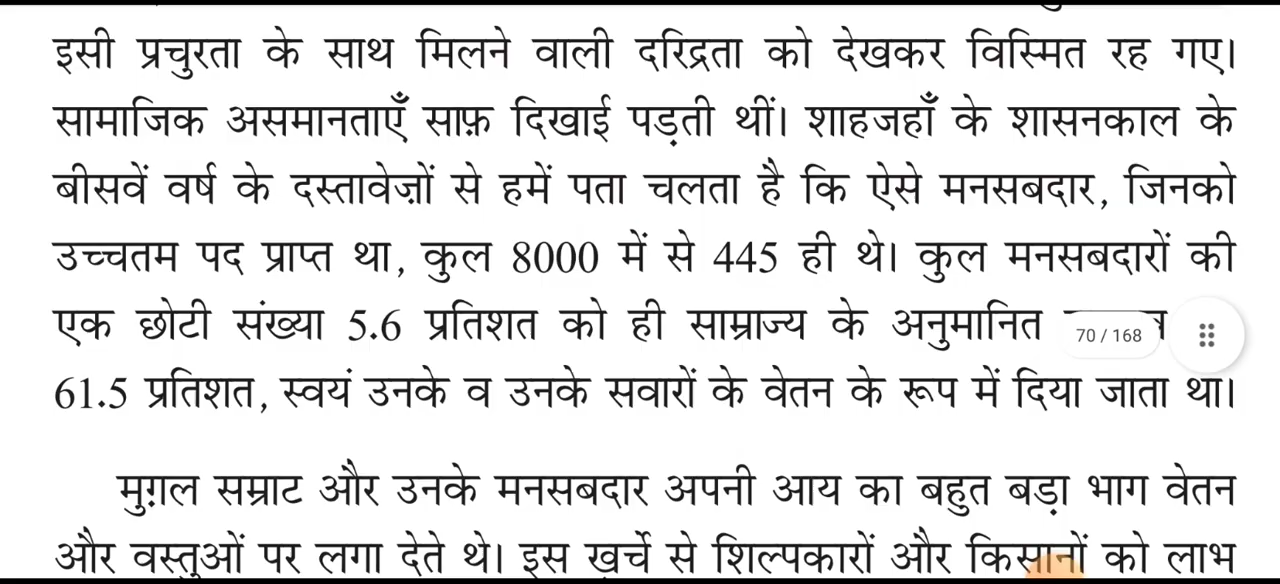 इसी प्रचुरता के साथ मिलने वाली दरिद्रता को देखकर विस्मित रह गए।
सामाजिक असमानताएँ साफ़ दिखाई पड़ती थीं। शाहजहाँ के शासनकाल के
बीसवें वर्ष के दस्तावेज़ों से हमें पता चलता है कि ऐसे मनसबदार, जिनको
उच्चतम पद प्राप्त था, कुल 8000 में से 445 ही थे। कुल मनसबदारों की
एक छोटी संख्या 5.6 प्रतिशत को ही साम्राज्य के अनुमानित
70 / 168
61.5 प्रतिशत, स्वयं उनके व उनके सवारों के वेतन के रूप में दिया जाता था।
मुग़ल सम्राट और उनके मनसबदार अपनी आय का बहुत बड़ा भाग वेतन
और वस्तुओं पर लगा देते थे। इस ख़र्चे से शिल्पकारों और किसानों को लाभ